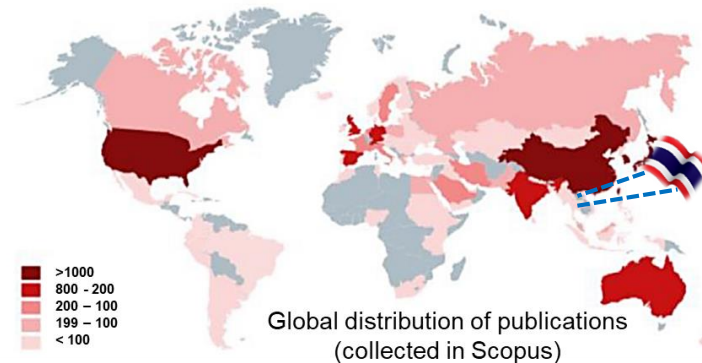 >1000
800 - 200
200 – 100
199 – 100
< 100
Global distribution of publications
(collected in Scopus)